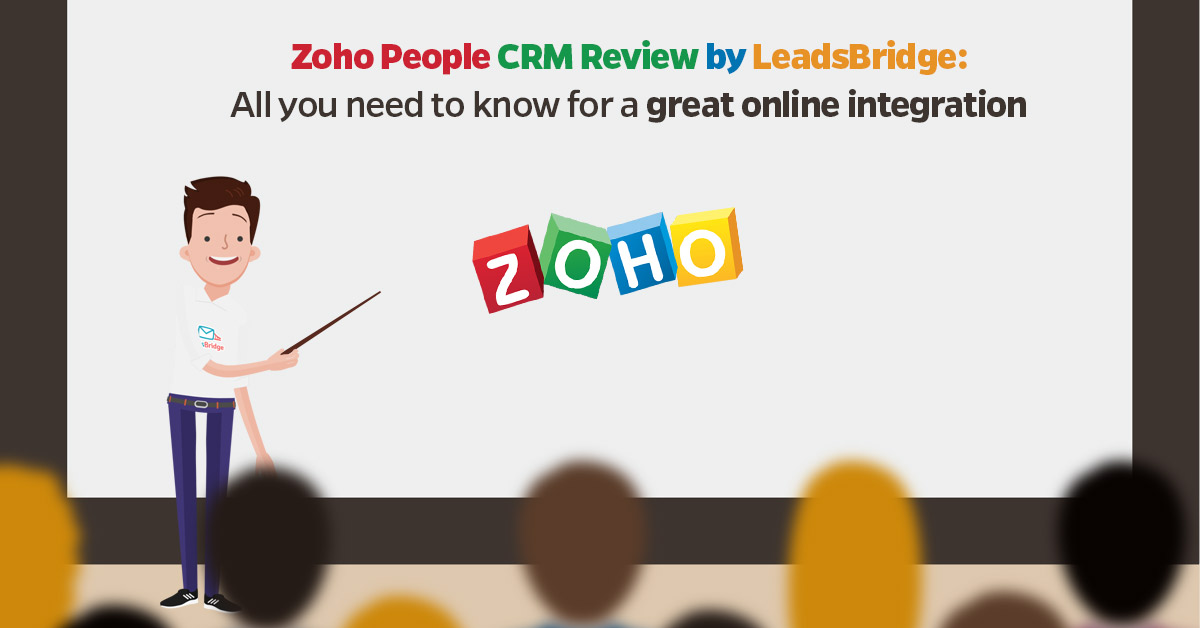 Zoho People CRM Review by LeadsBridge:
All you need to know for a great online integration
ZOHO
sBridge